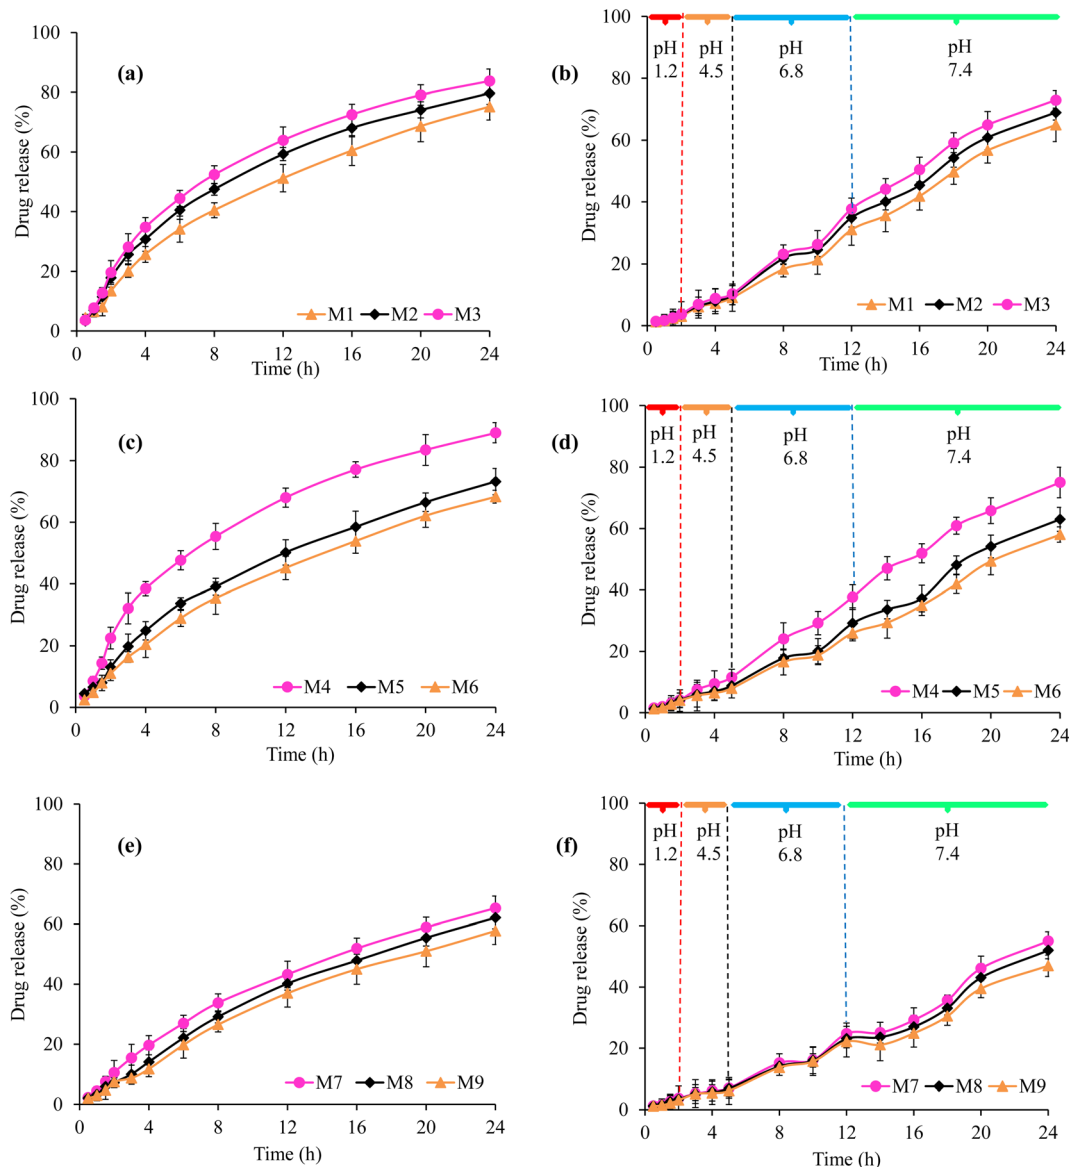 (a)
Drug release (%)
100
80
60
40
20
0
0 4 8 12 16 20 24
Time (h)
M1 M2 M3
(b)
Drug release (%)
100
80
60
40
20
0
0 4 8 12 16 20 24
Time (h)
pH 1.2
pH 4.5
pH 6.8
pH 7.4
M1 M2 M3
(c)
Drug release (%)
100
80
60
40
20
0
0 4 8 12 16 20 24
Time (h)
M4 M5 M6
(d)
Drug release (%)
100
80
60
40
20
0
0 4 8 12 16 20 24
Time (h)
pH 1.2
pH 4.5
pH 6.8
pH 7.4
M4 M5 M6
(e)
Drug release (%)
100
80
60
40
20
0
0 4 8 12 16 20 24
Time (h)
M7 M8 M9
(f)
Drug release (%)
100
80
60
40
20
0
0 4 8 12 16 20 24
Time (h)
pH 1.2
pH 4.5
pH 6.8
pH 7.4
M7 M8 M9